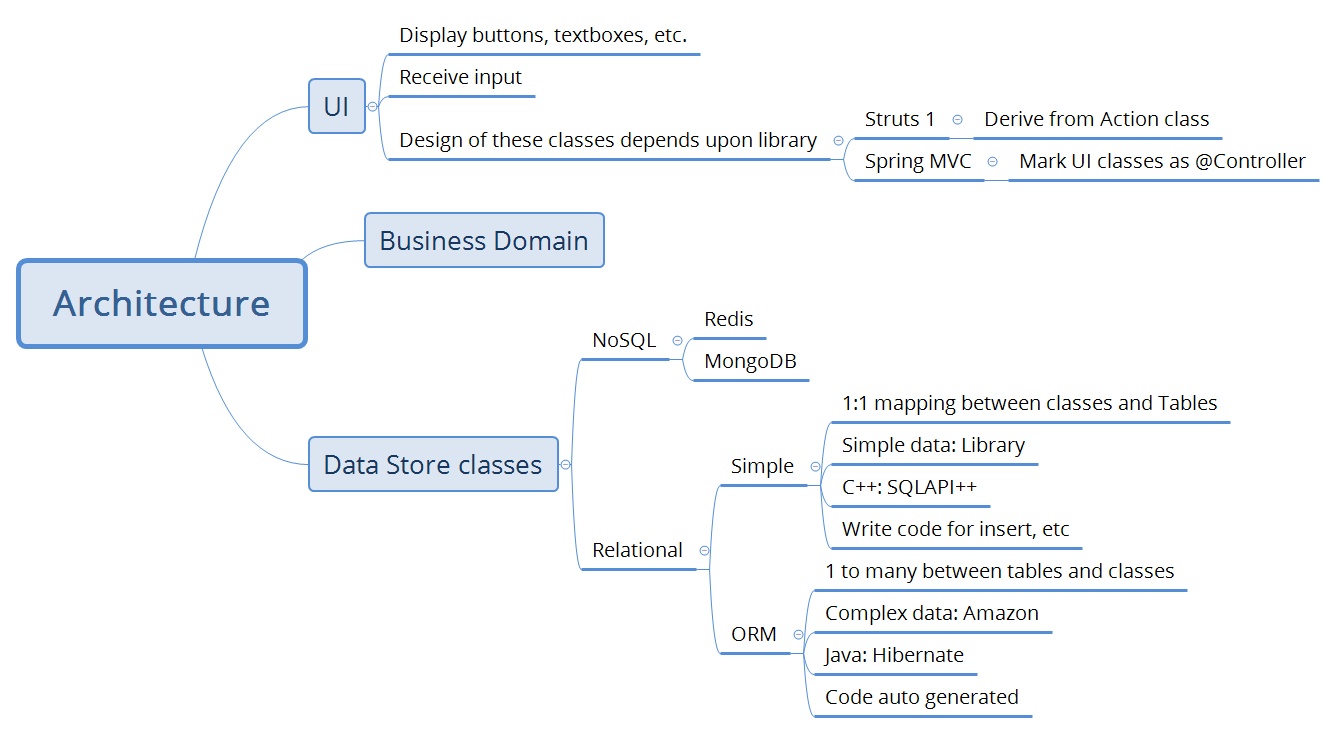 Architecture
UI
Display buttons, textboxes, etc.
Receive input
Design of these classes depends upon library
Struts 1
Derive from Action class
Spring MVC
Mark UI classes as @Controller
Business Domain
Data Store classes
NoSQL
Redis
MongoDB
Relational
Simple
1:1 mapping between classes and Tables
Simple data: Library
C++: SQLAPI++
Write code for insert, etc
ORM
1 to many between tables and classes
Complex data: Amazon
Java: Hibernate
Code auto generated